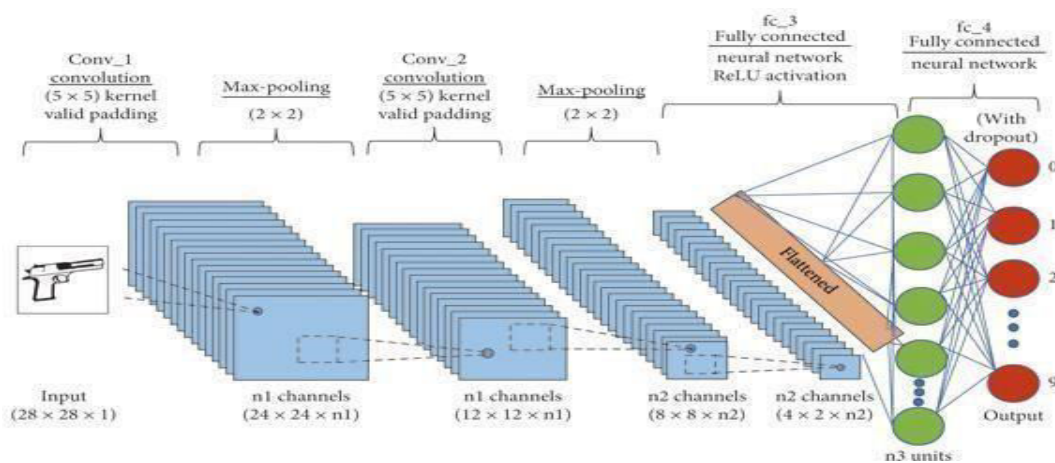 Conv_1
convolution
(5 × 5) kernel
valid padding
Max-pooling
(2 × 2)
Conv_2
convolution
(5 × 5) kernel
valid padding
Max-pooling
(2 × 2)
fc_3
Fully connected
neural network
ReLU activation
fc_4
Fully connected
neural network
(With
dropout)
Flattened
0
1
2
9
Output
Input
(28 × 28 × 1)
n1 channels
(24 × 24 × n1)
n1 channels
(12 × 12 × n1)
n2 channels
(8 × 8 × n2)
n2 channels
(4 × 2 × n2)
n3 units